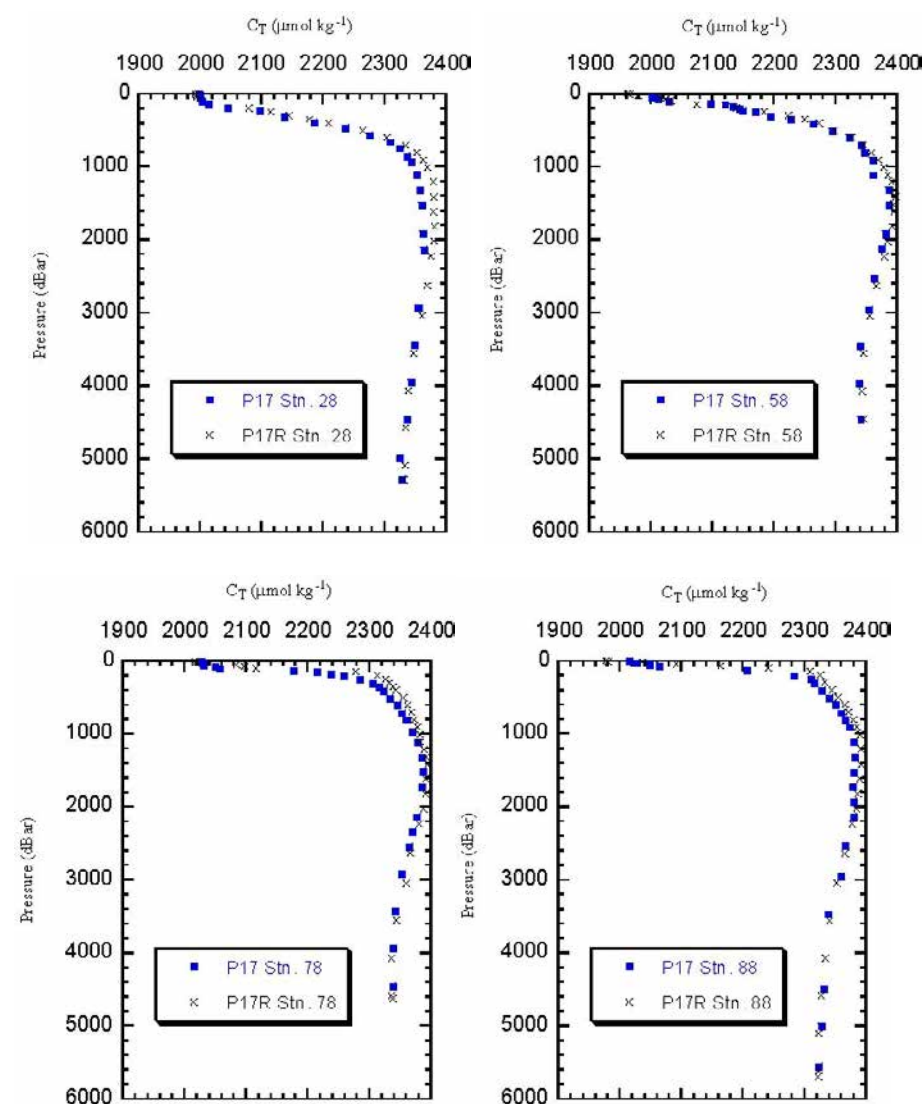 C_T (μmol kg⁻¹)
1900 2000 2100 2200 2300 2400
0
1000
2000
3000
4000
5000
6000
Pressure (dBar)
P17 Stn. 28
P17R Stn. 28
C_T (μmol kg⁻¹)
1900 2000 2100 2200 2300 2400
0
1000
2000
3000
4000
5000
6000
Pressure (dBar)
P17 Stn. 58
P17R Stn. 58
C_T (μmol kg⁻¹)
1900 2000 2100 2200 2300 2400
0
1000
2000
3000
4000
5000
6000
Pressure (dBar)
P17 Stn. 78
P17R Stn. 78
C_T (μmol kg⁻¹)
1900 2000 2100 2200 2300 2400
0
1000
2000
3000
4000
5000
6000
Pressure (dBar)
P17 Stn. 88
P17R Stn. 88